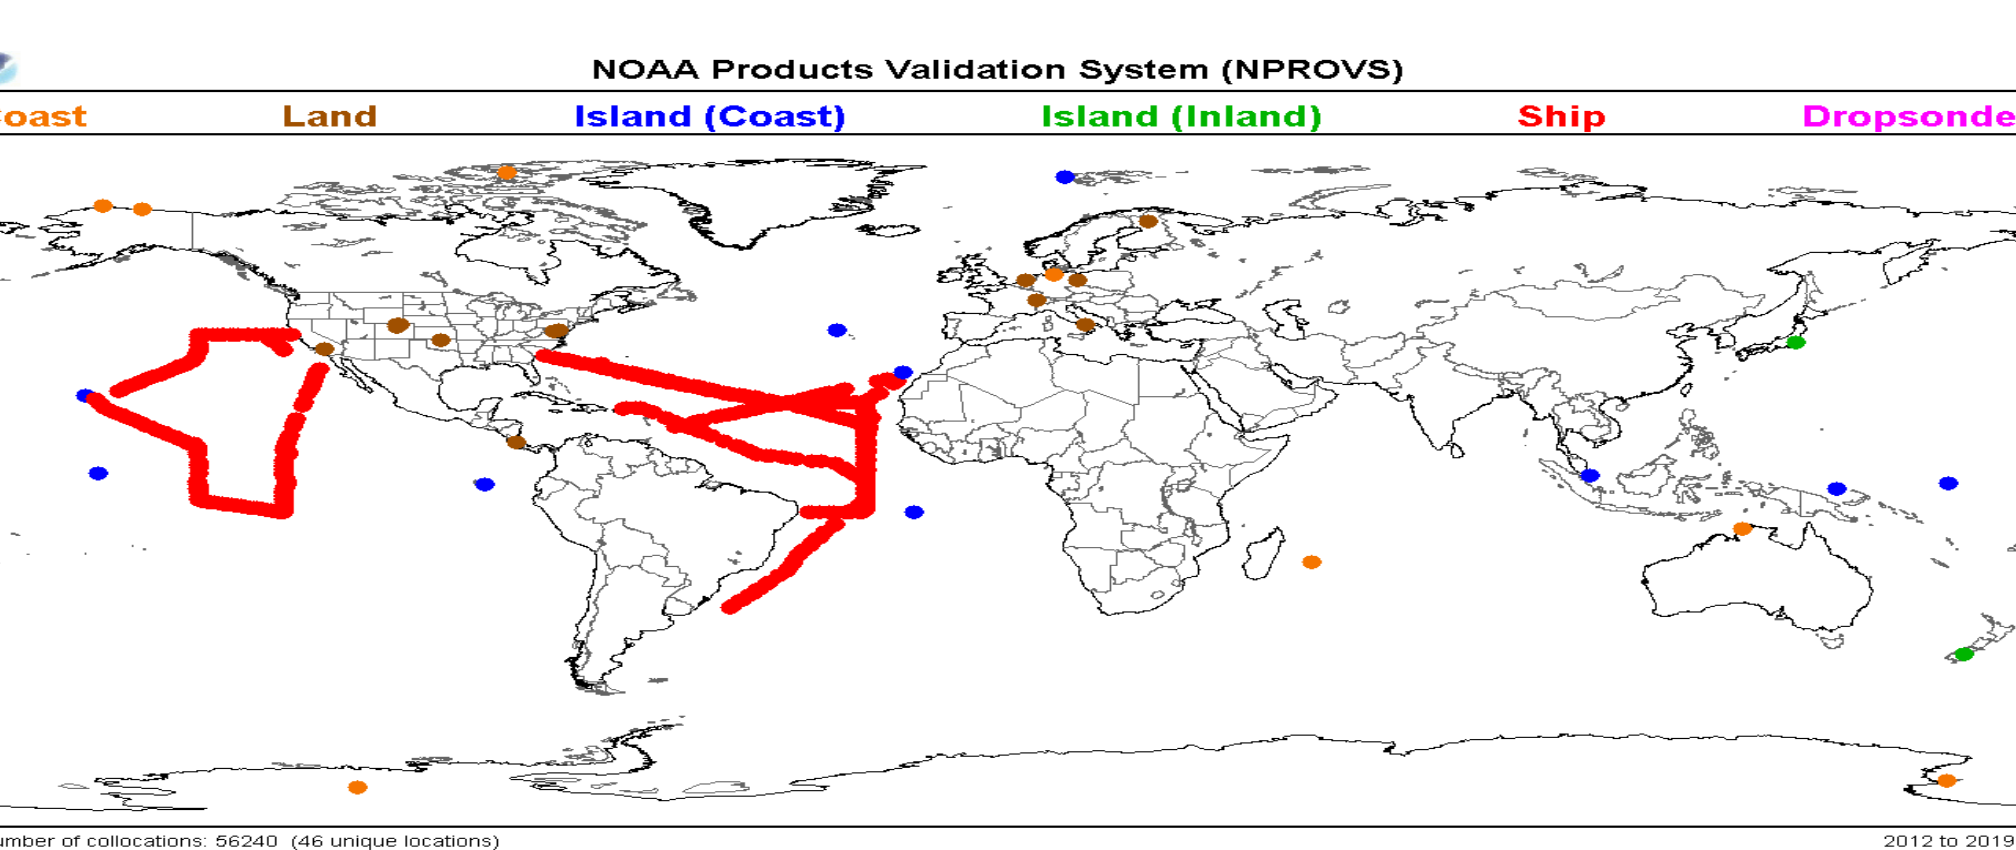 NOAA Products Validation System (NPROVS)
oast Land Island (Coast) Island (Inland) Ship Dropsonde
umber of collocations: 56240 (46 unique locations) 2012 to 2019